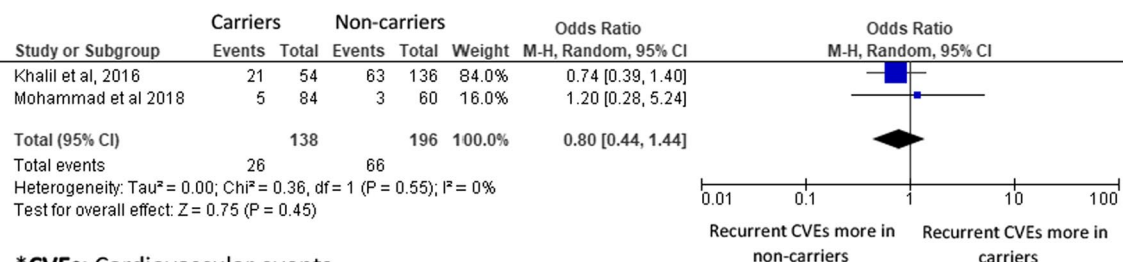 Carriers Non-carriers Odds Ratio Odds Ratio
Study or Subgroup Events Total Events Total Weight M-H, Random, 95% CI M-H, Random, 95% CI
Khalil et al, 2016 21 54 63 136 84.0% 0.74 [0.39, 1.40]
Mohammad et al 2018 5 84 3 60 16.0% 1.20 [0.28, 5.24]
Total (95% CI) 138 196 100.0% 0.80 [0.44, 1.44]
Total events 26 66
Heterogeneity: Tau² = 0.00; Chi² = 0.36, df = 1 (P = 0.55); I² = 0%
Test for overall effect: Z = 0.75 (P = 0.45)
0.01 0.1 1 10 100
Recurrent CVEs more in non-carriers
Recurrent CVEs more in carriers
*CVEs: Cardiovascular events